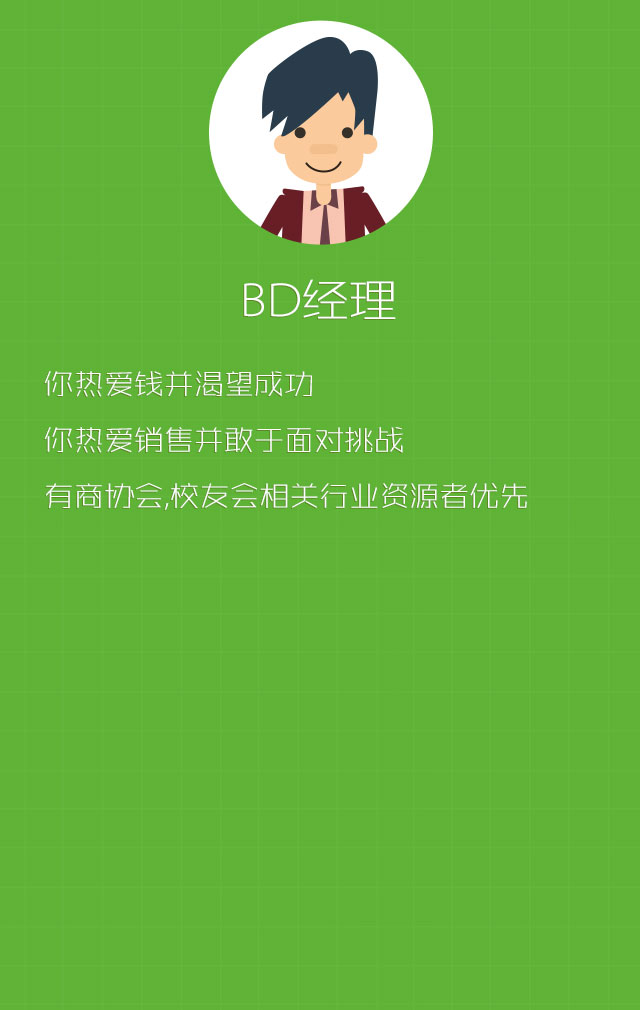 BD经理
你热爱钱并渴望成功
你热爱销售并敢于面对挑战
有商协会,校友会相关行业资源者优先